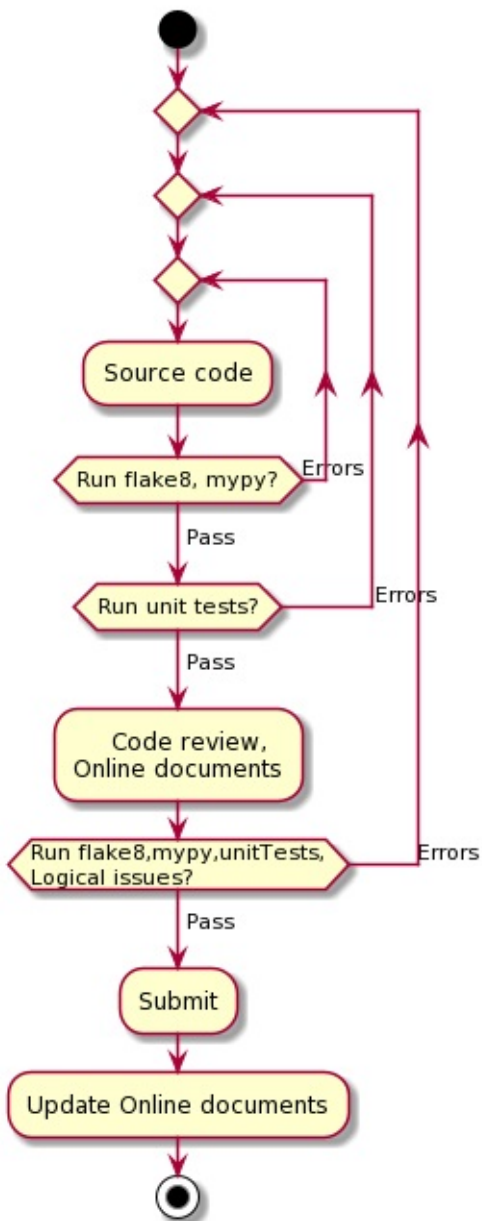 Source code
Run flake8, mypy?
Errors
Pass
Run unit tests?
Errors
Pass
Code review,
Online documents
Run flake8,mypy,unitTests,
Logical issues?
Errors
Pass
Submit
Update Online documents